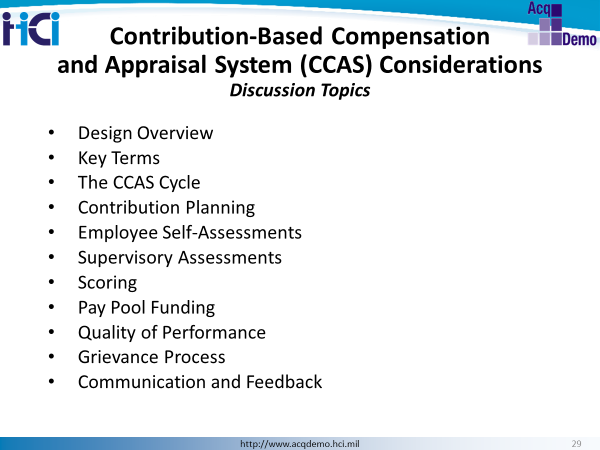 HCi
Acq
Demo
Contribution-Based Compensation
and Appraisal System (CCAS) Considerations
Discussion Topics
• Design Overview
• Key Terms
• The CCAS Cycle
• Contribution Planning
• Employee Self-Assessments
• Supervisory Assessments
• Scoring
• Pay Pool Funding
• Quality of Performance
• Grievance Process
• Communication and Feedback
http://www.acqdemo.hci.mil
29